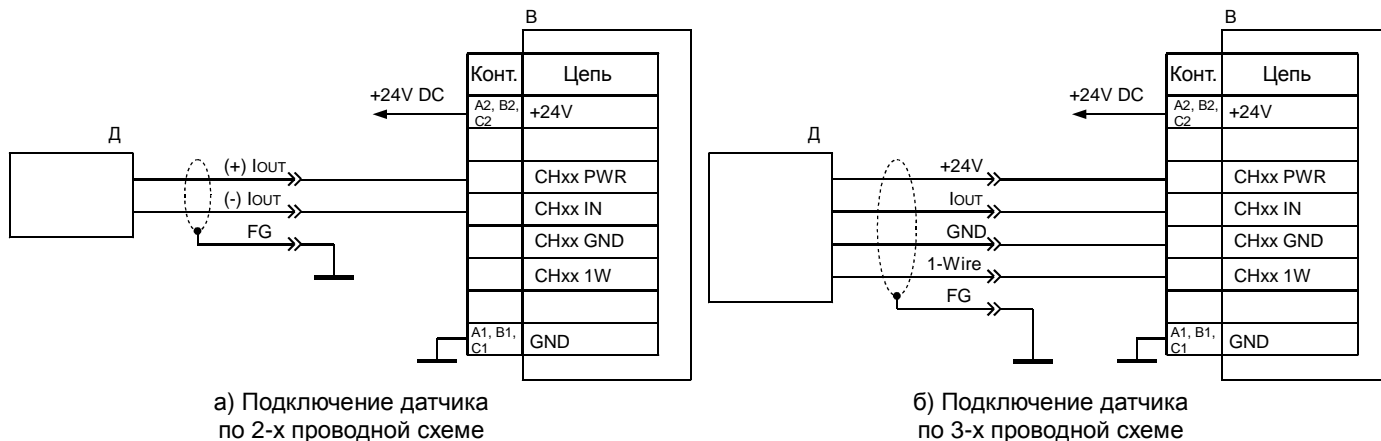 В
Конт. Цепь
+24V DC
A2, B2, C2 +24V
Д
(+) IOUT
CHxx PWR
(-) IOUT
CHxx IN
FG
CHxx GND
CHxx 1W
A1, B1, C1 GND
а) Подключение датчика
по 2-х проводной схеме
В
Конт. Цепь
+24V DC
A2, B2, C2 +24V
Д
+24V
CHxx PWR
IOUT
CHxx IN
GND
CHxx GND
1-Wire
CHxx 1W
FG
A1, B1, C1 GND
б) Подключение датчика
по 3-х проводной схеме